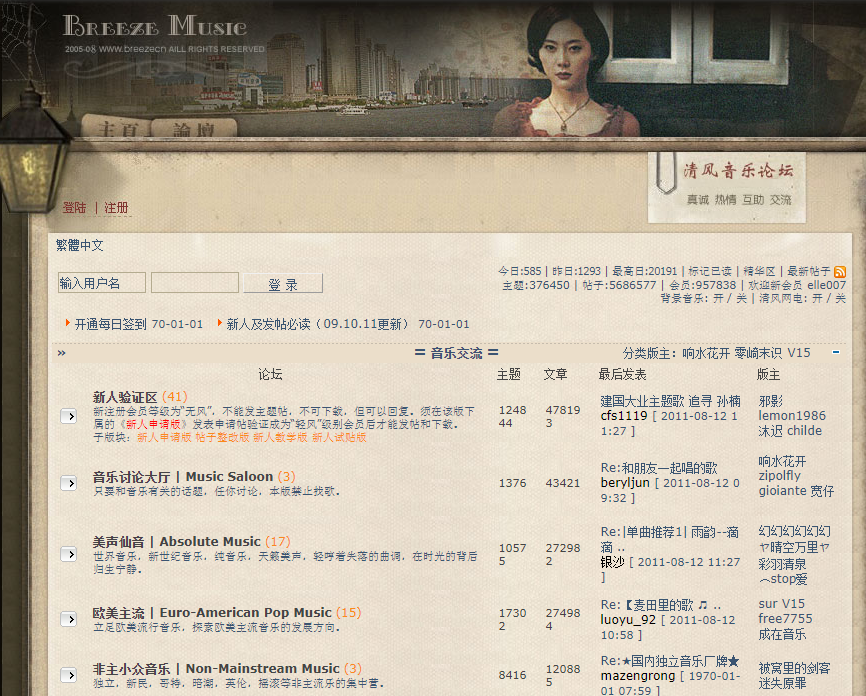 BREEZE MUSIC
2005-08 www.breezecn AILL RIGHTS RESERVED
主頁 論壇
清风音乐论坛
真诚 热情 互助 交流
登陆 | 注册
繁體中文
输入用户名 登 录
今日:585 | 昨日:1293 | 最高日:20191 | 标记已读 | 精华区 | 最新帖子
主题:376450 | 帖子:5686577 | 会员:957838 | 欢迎新会员 elle007
背景音乐: 开 / 关 | 清风网电: 开 / 关
开通每日签到 70-01-01 新人及发帖必读（09.10.11更新） 70-01-01
» = 音乐交流 = 分类版主: 响水花开 零崎末识 V15
论坛 主题 文章 最后发表 版主
新人验证区 (41)
新注册会员等级为“无风”，不能发主题帖，不可下载，但可以回复。须在该版下
属的《新人申请版》发表申请帖验证成为“轻风”级别会员后才能发帖和下载。
子版块: 新人申请版 帖子整改版 新人教学版 新人试贴版
1248
44
47819
3
建国大业主题歌 追寻 孙楠
cfs1119 [ 2011-08-12 1
1:27 ]
邪影
lemon1986
沐迟 childe
音乐讨论大厅 | Music Saloon (3)
只要和音乐有关的话题，任你讨论，本版禁止找歌。
1376
43421
Re:和朋友一起唱的歌
beryljun [ 2011-08-12 0
9:32 ]
响水花开
zipolfly
gioiante 宽仔
美声仙音 | Absolute Music (17)
世界音乐，新世纪音乐，纯音乐，天籁美声，轻哼着失落的曲调，在时光的背后
归生宁静。
1057
5
27298
2
Re:|单曲推荐1| 雨韵--滴
滴 ..
银沙 [ 2011-08-12 11:27
]
幻幻幻幻幻幻
ヤ晴空万里ヤ
彩羽清泉
︿stop爱
欧美主流 | Euro-American Pop Music (15)
立足欧美流行音乐，探索欧美主流音乐的发展方向。
1730
2
27498
4
Re:【麦田里的歌 ♫ ..
luoyu_92 [ 2011-08-12
10:58 ]
sur V15
free7755
成在音乐
非主小众音乐 | Non-Mainstream Music (3)
独立，新民，哥特，暗潮，英伦，摇滚等非主流乐的集中营。
8416
12088
5
Re:★国内独立音乐厂牌★
mazengrong [ 1970-01-
01 07:59 ]
被窝里的剑客
迷失原罪